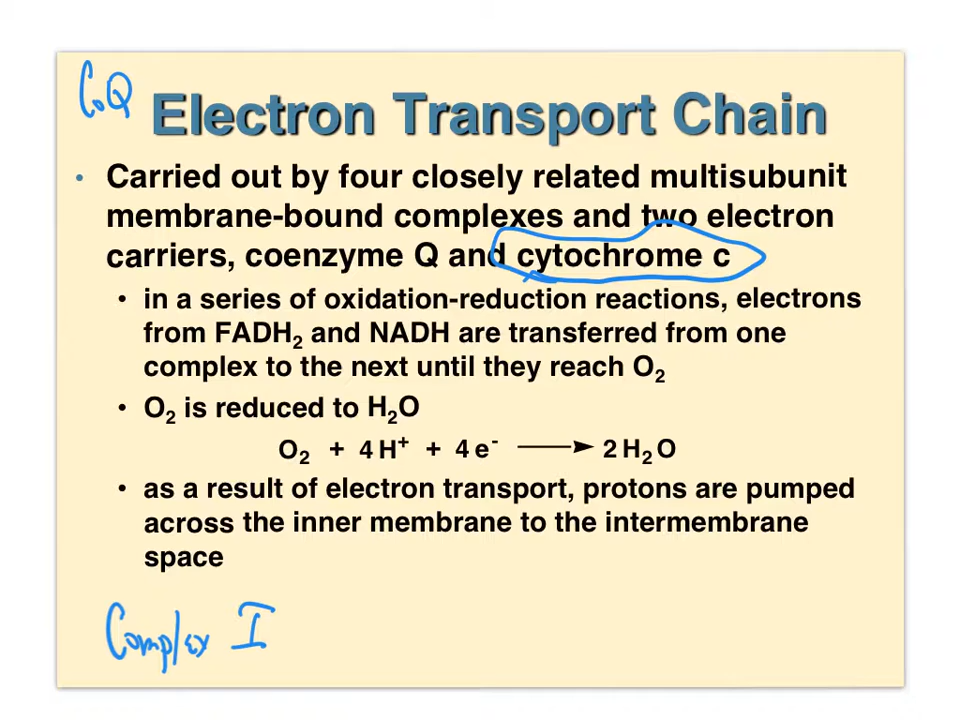 CoQ
Electron Transport Chain
• Carried out by four closely related multisubunit
membrane-bound complexes and two electron
carriers, coenzyme Q and cytochrome c
• in a series of oxidation-reduction reactions, electrons
from FADH₂ and NADH are transferred from one
complex to the next until they reach O₂
• O₂ is reduced to H₂O
O₂ + 4 H⁺ + 4 e⁻ ⟶ 2 H₂O
• as a result of electron transport, protons are pumped
across the inner membrane to the intermembrane
space
Complex I